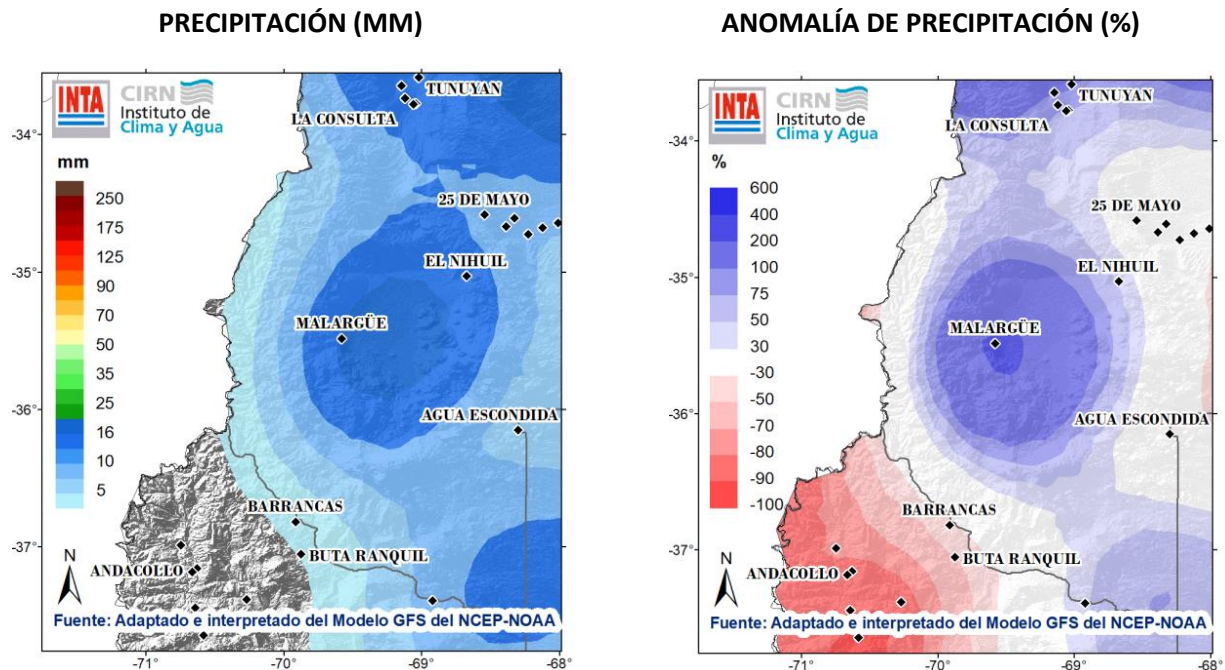 PRECIPITACIÓN (MM)
ANOMALÍA DE PRECIPITACIÓN (%)
INTA
CIRN
Instituto de
Clima y Agua
mm
250
175
125
90
70
50
35
25
16
10
5
-34°
-35°
-36°
-37°
-71
-70
-69
-68
TUNUYAN
LA CONSULTA
25 DE MAYO
EL NIHUIL
MALARGÜE
AGUA ESCONDIDA
BARRANCAS
BUTA RANQUIL
ANDACOLLO
N
Fuente: Adaptado e interpretado del Modelo GFS del NCEP-NOAA
INTA
CIRN
Instituto de
Clima y Agua
%
600
400
200
100
75
50
30
-30
-50
-70
-80
-90
-100
-34°
-35°
-36°
-37°
-71
-70
-69
-68
TUNUYAN
LA CONSULTA
25 DE MAYO
EL NIHUIL
MALARGÜE
AGUA ESCONDIDA
BARRANCAS
BUTA RANQUIL
ANDACOLLO
N
Fuente: Adaptado e interpretado del Modelo GFS del NCEP-NOAA